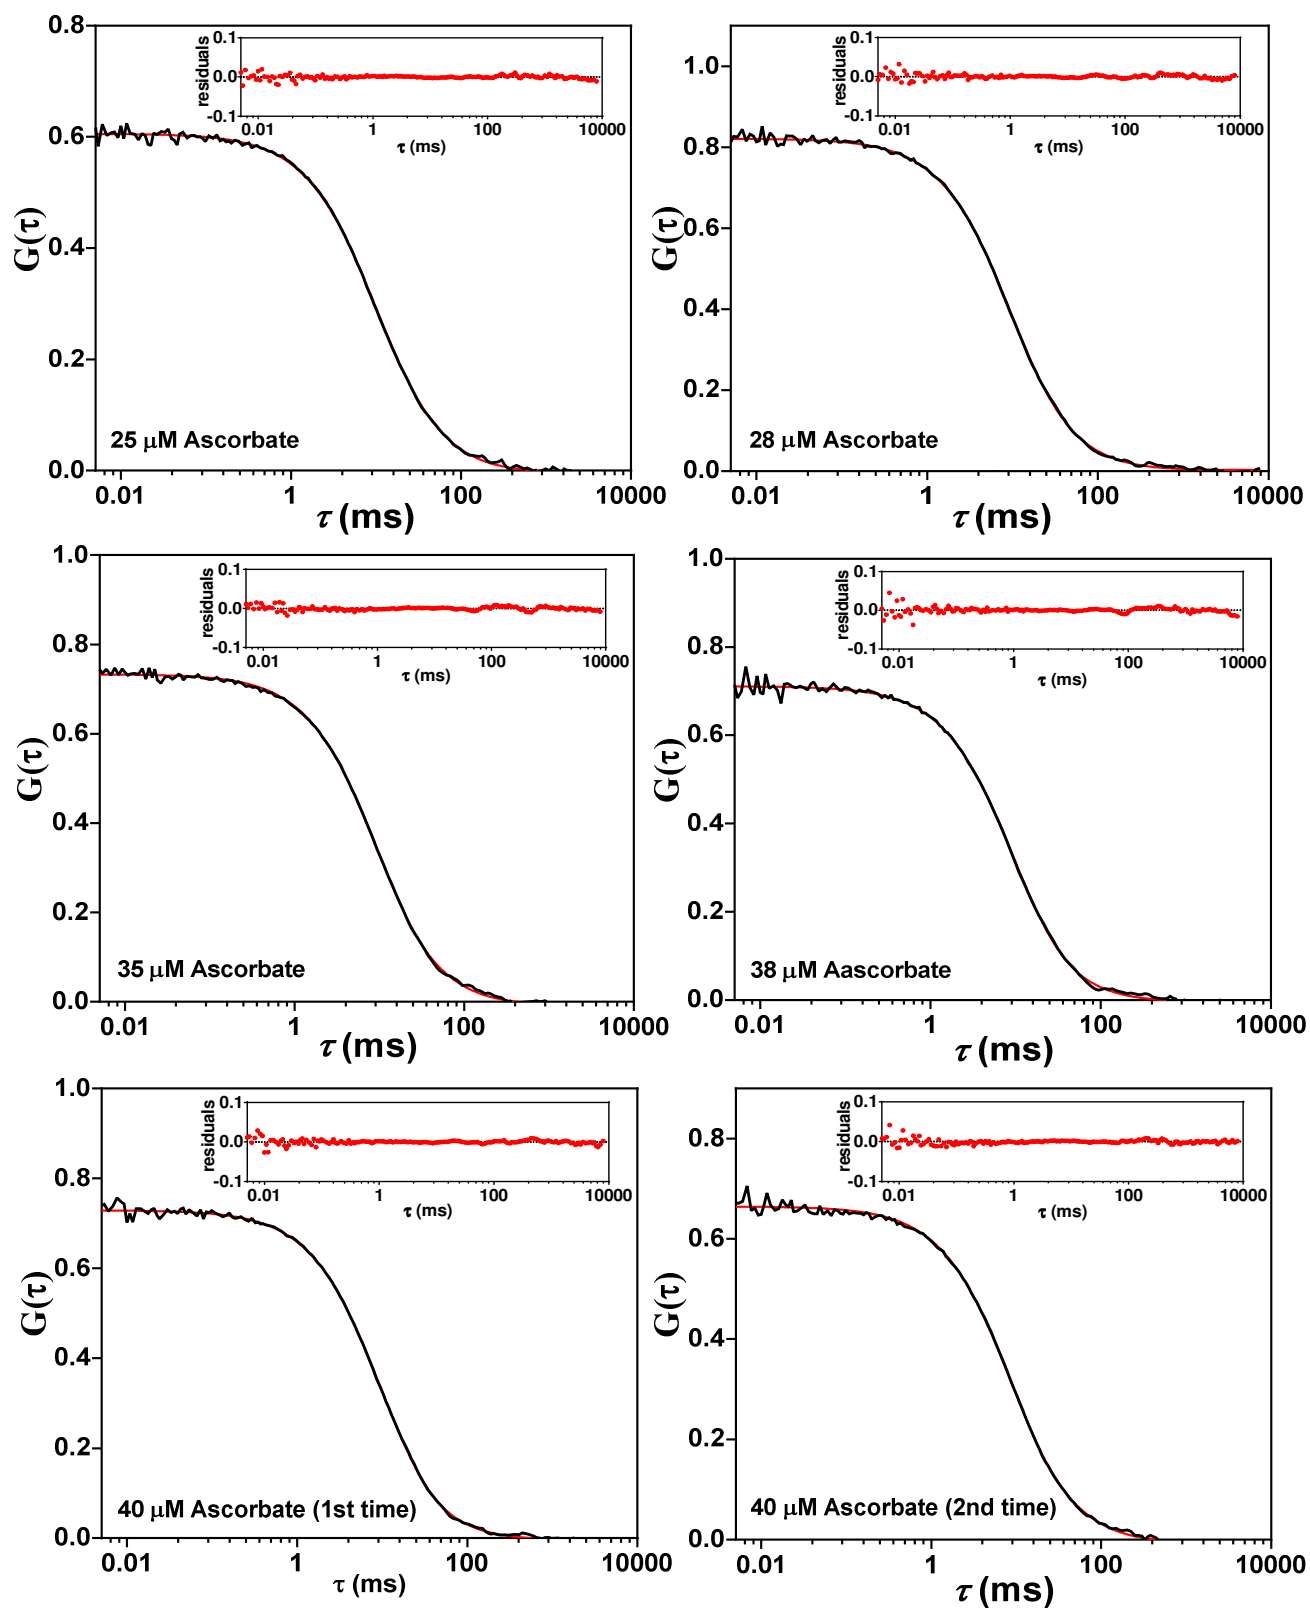 0.8
0.6
0.4
0.2
0.0
G(τ)
0.1
0.0
-0.1
residuals
0.01 1 100 10000
τ (ms)
25 μM Ascorbate
0.01 1 100 10000
τ (ms)
1.0
0.8
0.6
0.4
0.2
0.0
G(τ)
0.1
0.0
-0.1
residuals
0.01 1 100 10000
τ (ms)
28 μM Ascorbate
0.01 1 100 10000
τ (ms)
1.0
0.8
0.6
0.4
0.2
0.0
G(τ)
0.1
0.0
-0.1
residuals
0.01 1 100 10000
τ (ms)
35 μM Ascorbate
0.01 1 100 10000
τ (ms)
1.0
0.8
0.6
0.4
0.2
0.0
G(τ)
0.1
0.0
-0.1
residuals
0.01 1 100 10000
τ (ms)
38 μM Aascorbate
0.01 1 100 10000
τ (ms)
1.0
0.8
0.6
0.4
0.2
0.0
G(τ)
0.1
0.0
-0.1
residuals
0.01 1 100 10000
τ (ms)
40 μM Ascorbate (1st time)
0.01 1 100 10000
τ (ms)
0.8
0.6
0.4
0.2
0.0
G(τ)
0.1
0.0
-0.1
residuals
0.01 1 100 10000
τ (ms)
40 μM Ascorbate (2nd time)
0.01 1 100 10000
τ (ms)